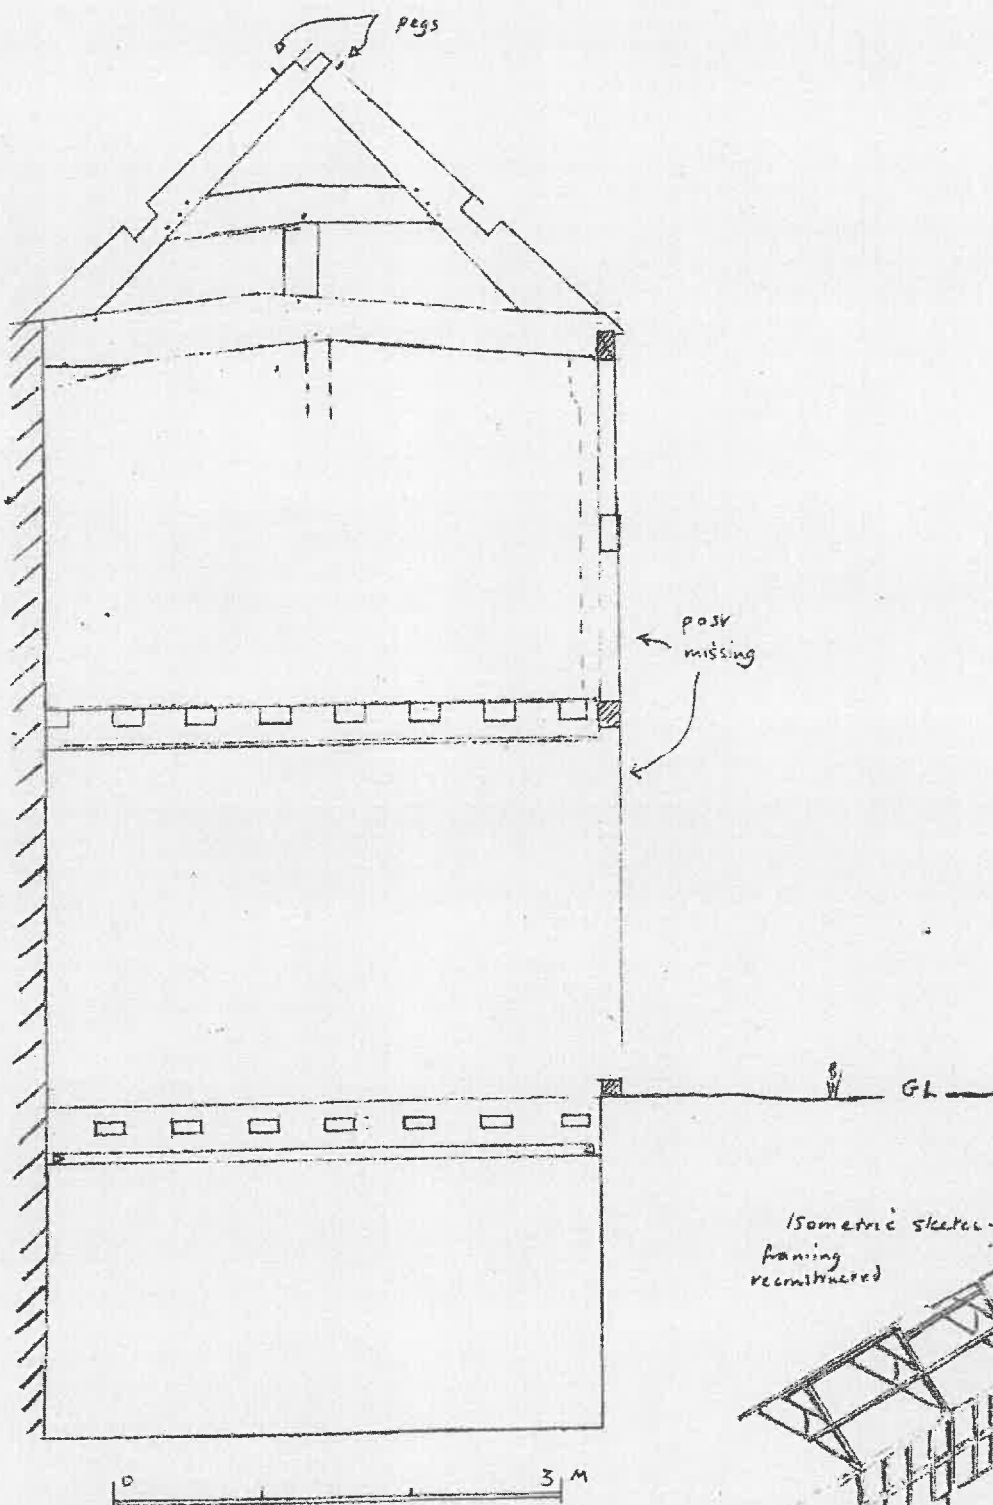 pegs
post
missing
GL
Isometric sketch
framing
reconstructed
0 3 M